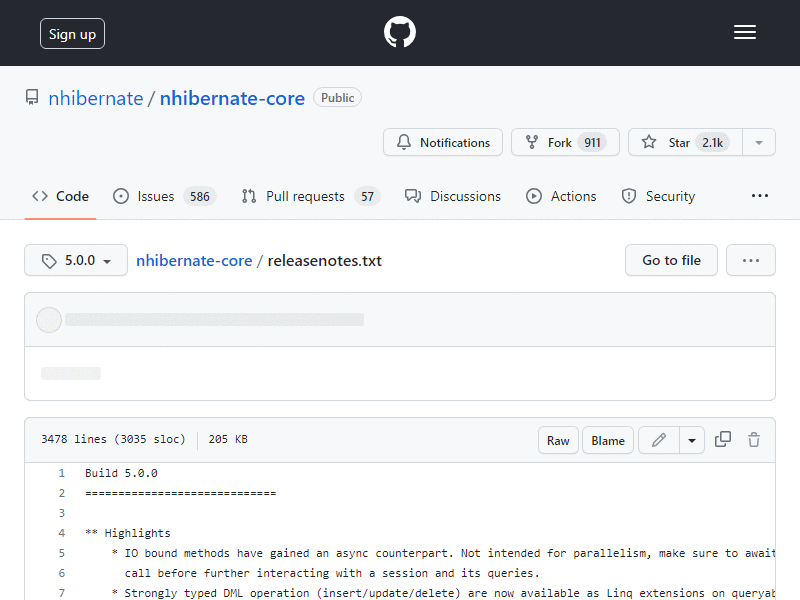 Sign up
nhibernate / nhibernate-core Public
Notifications Fork 911 Star 2.1k
Code Issues 586 Pull requests 57 Discussions Actions Security
5.0.0 nhibernate-core / releasenotes.txt Go to file
3478 lines (3035 sloc) 205 KB Raw Blame
1 Build 5.0.0
2 =============================
3
4 ** Highlights
5 * IO bound methods have gained an async counterpart. Not intended for parallelism, make sure to await
6 call before further interacting with a session and its queries.
7 * Strongly typed DML operation (insert/update/delete) are now available as Linq extensions on queryab